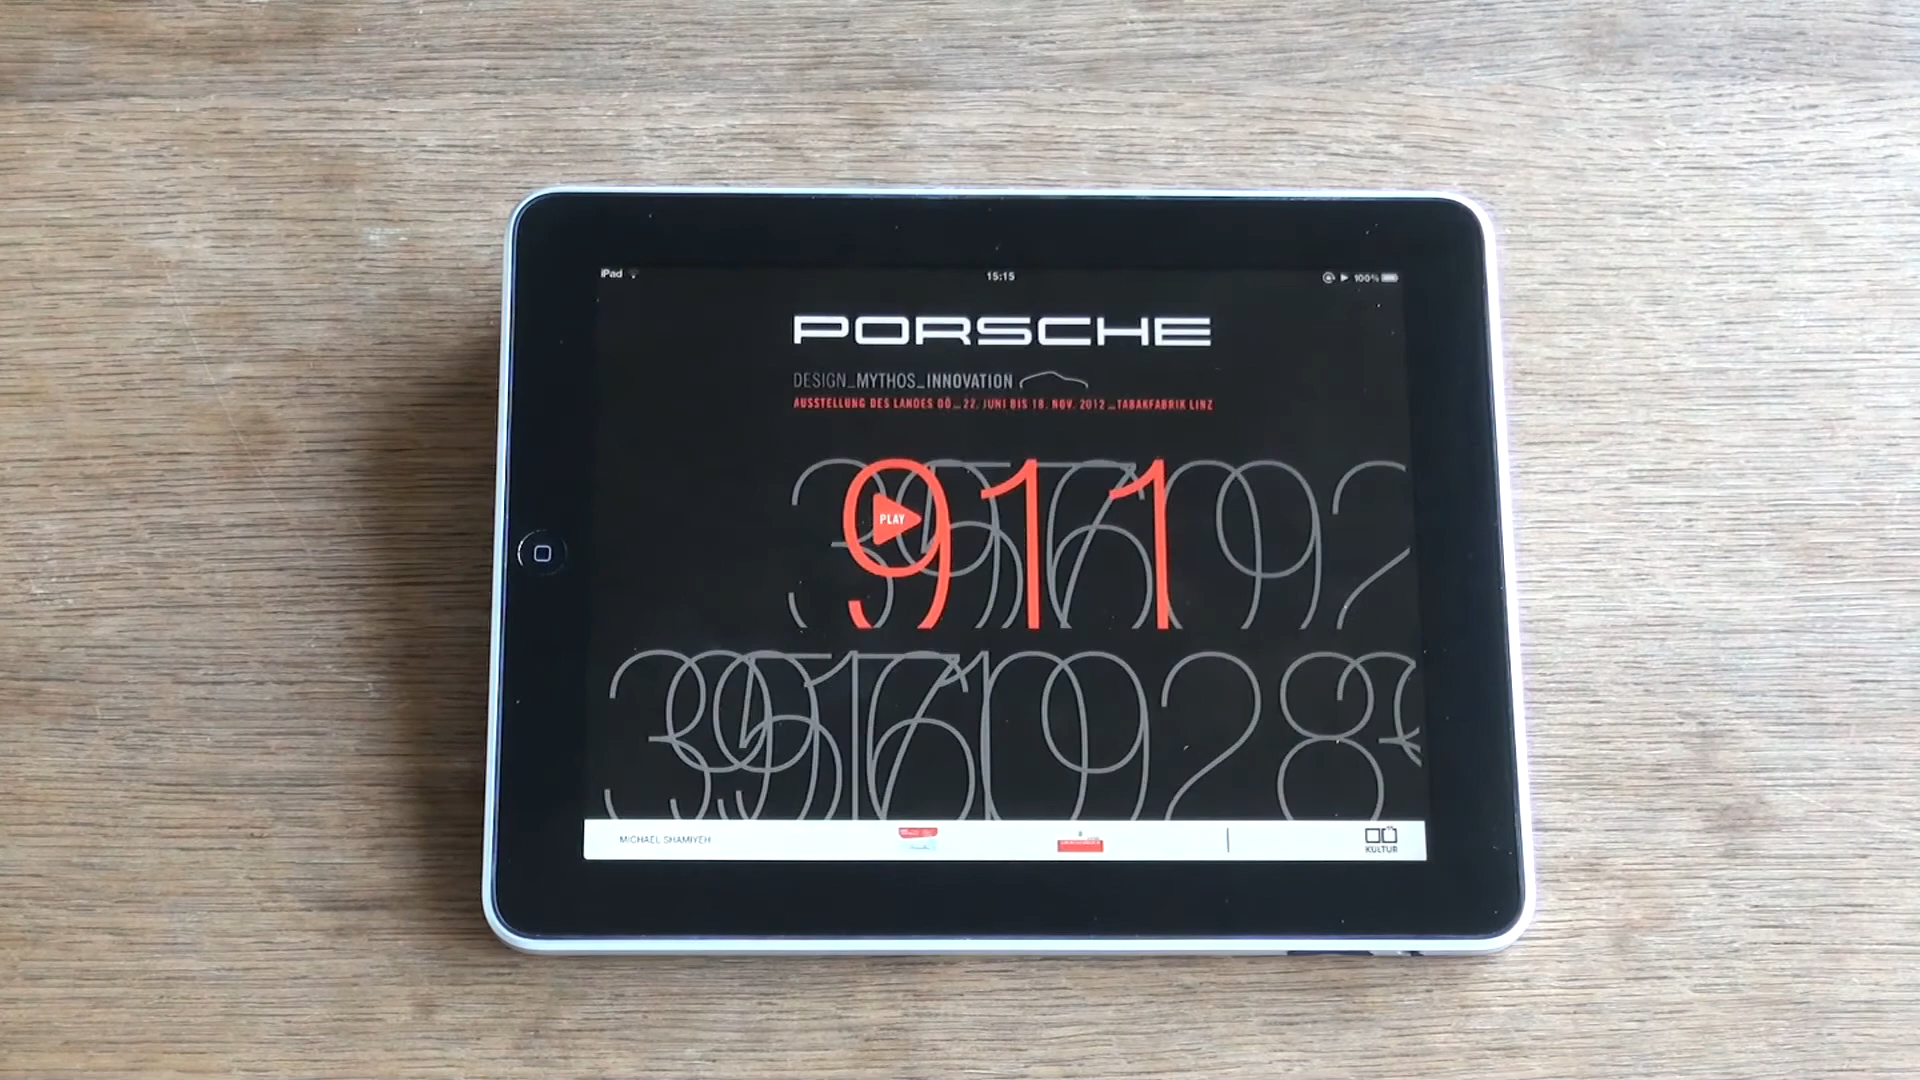 iPad 15:15 100%
PORSCHE
DESIGN_MYTHOS_INNOVATION
AUSSTELLUNG DES LANDES OÖ_22. JUNI BIS 18. NOV. 2012_TABAKFABRIK LINZ
911
PLAY
928
MICHAEL SHAMIYEH
KULTUR